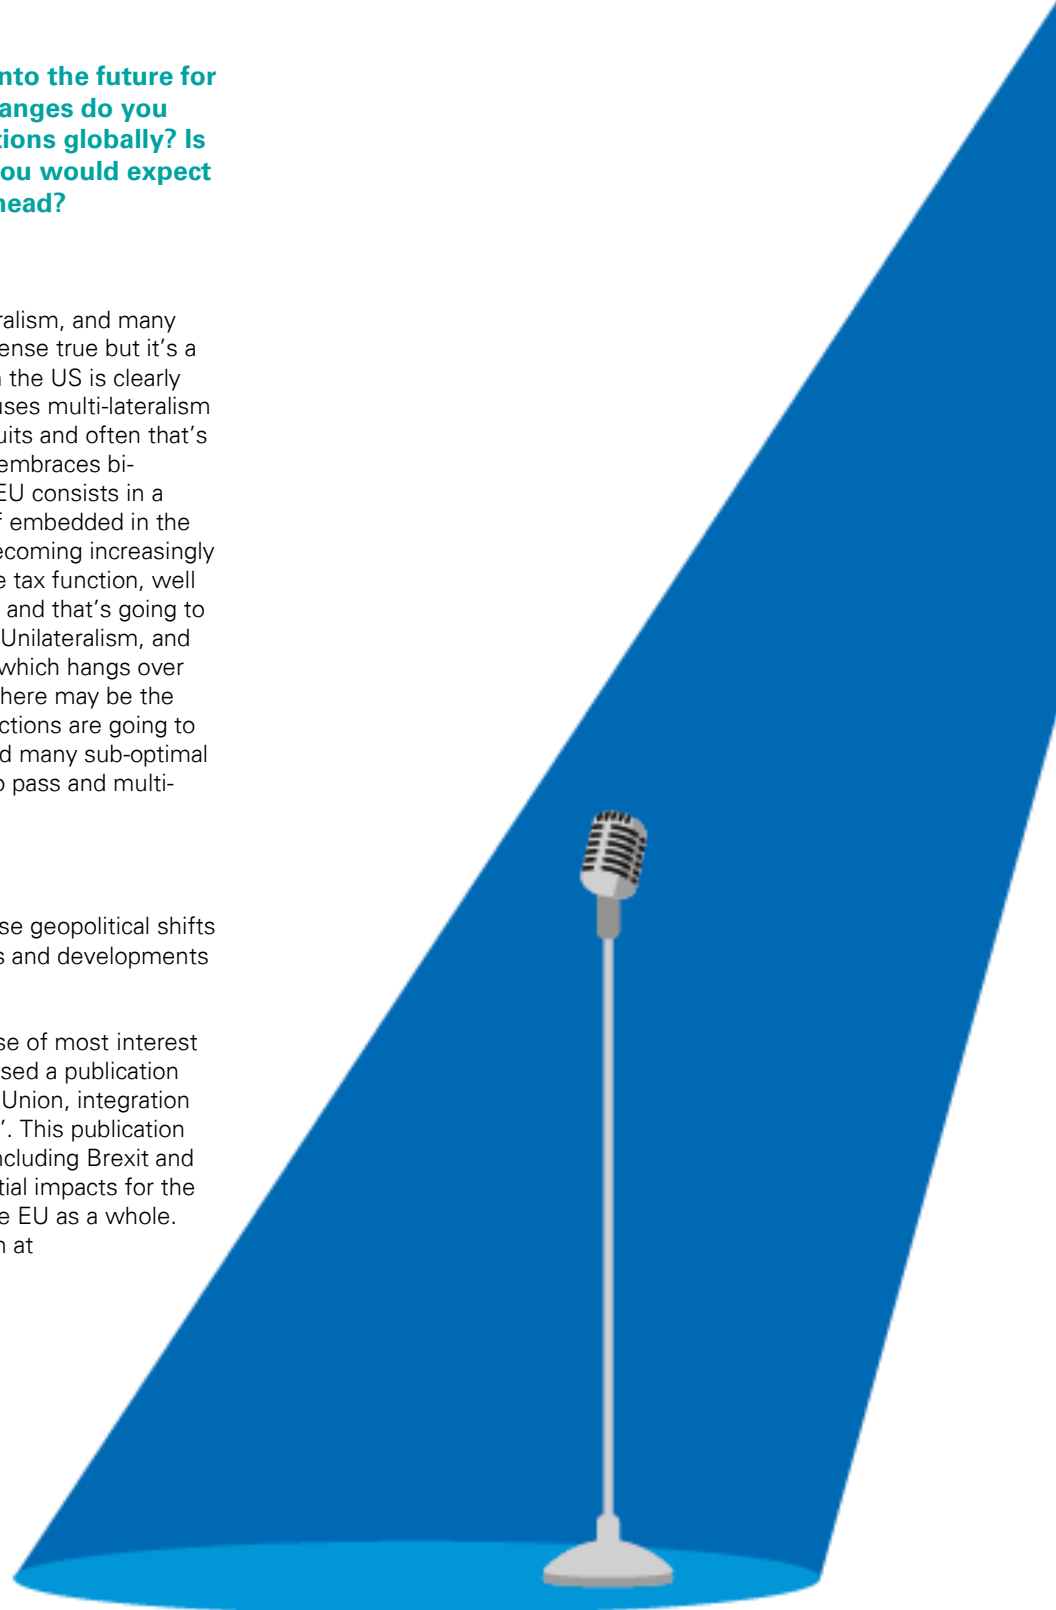 nto the future for
anges do you
tions globally? Is
ou would expect
head?
ralism, and many
ense true but it's a
n the US is clearly
uses multi-lateralism
uits and often that's
embraces bi-
EU consists in a
f embedded in the
ecoming increasingly
e tax function, well
and that's going to
Unilateralism, and
which hangs over
here may be the
ctions are going to
d many sub-optimal
o pass and multi-
se geopolitical shifts
s and developments
se of most interest
sed a publication
Union, integration
'. This publication
ncluding Brexit and
tial impacts for the
e EU as a whole.
n at